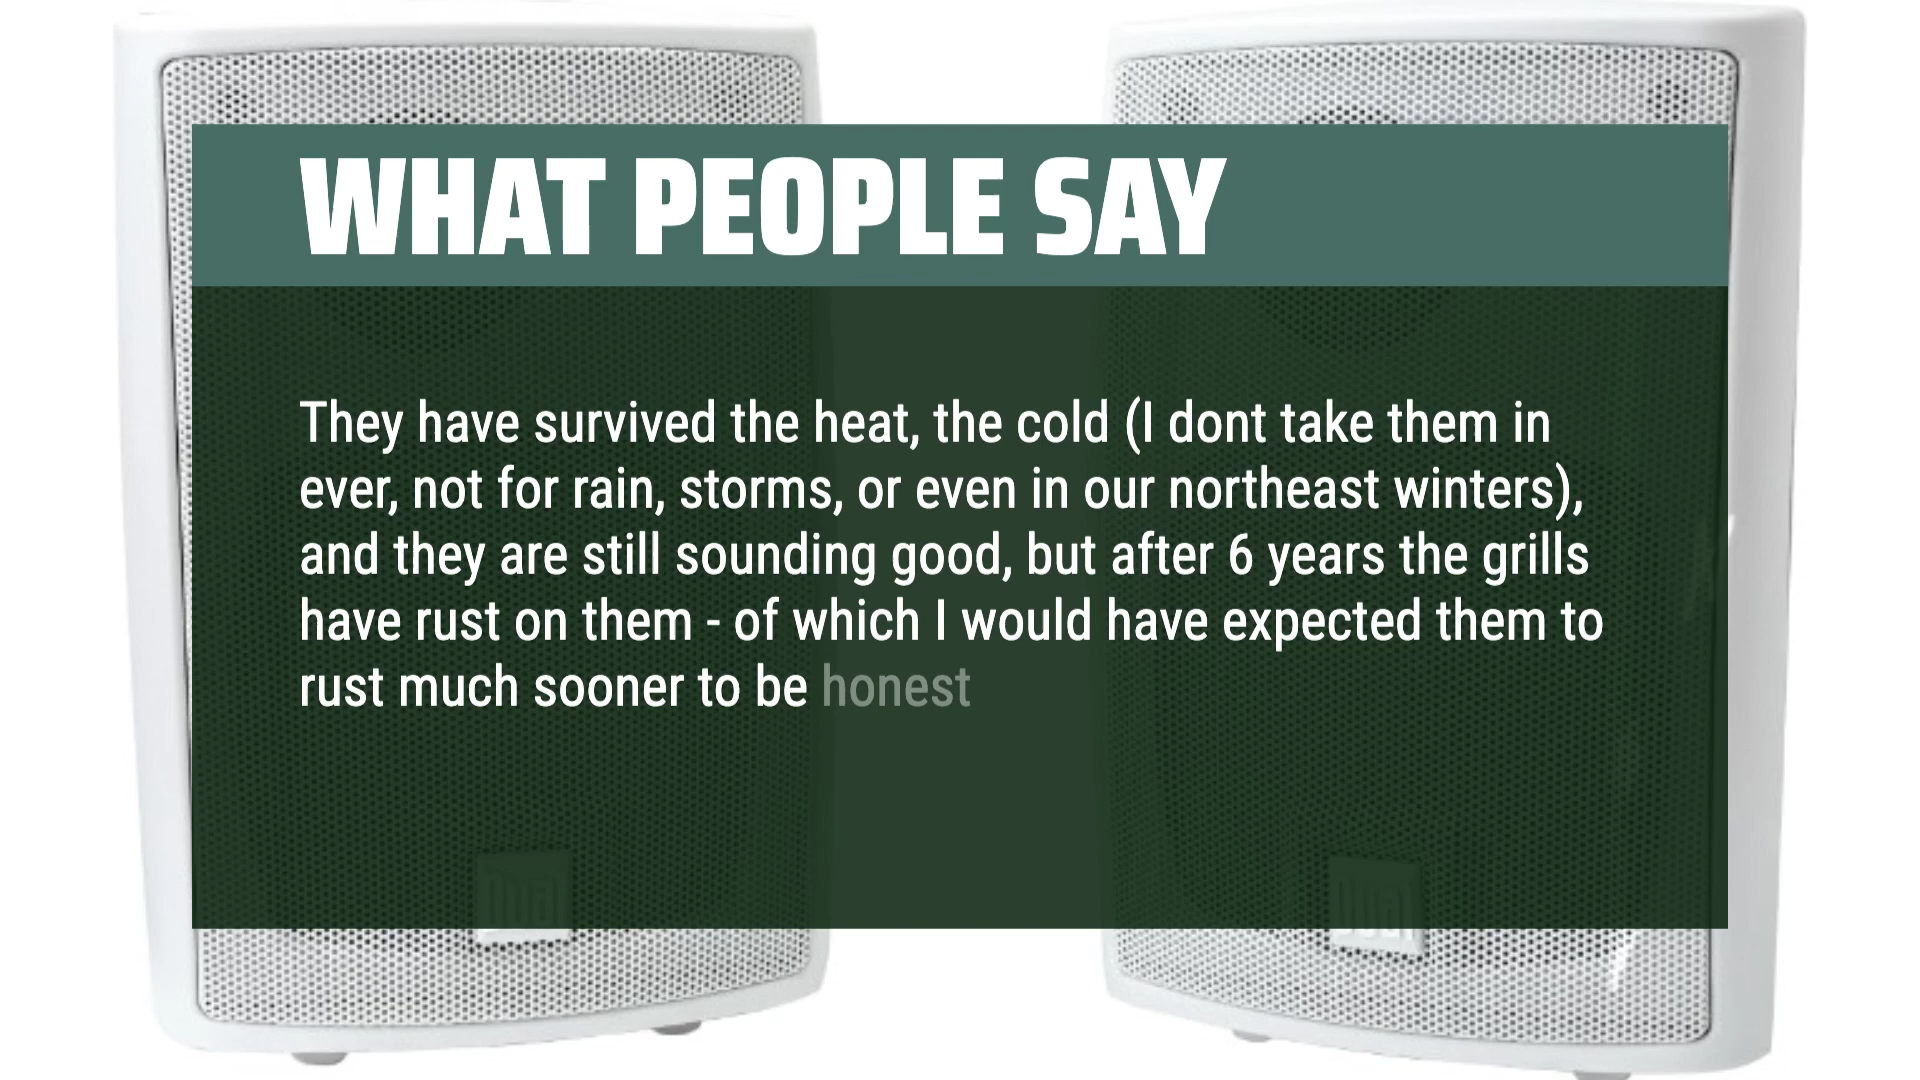 WHAT PEOPLE SAY
They have survived the heat, the cold (I dont take them in
ever, not for rain, storms, or even in our northeast winters),
and they are still sounding good, but after 6 years the grills
have rust on them - of which I would have expected them to
rust much sooner to be honest